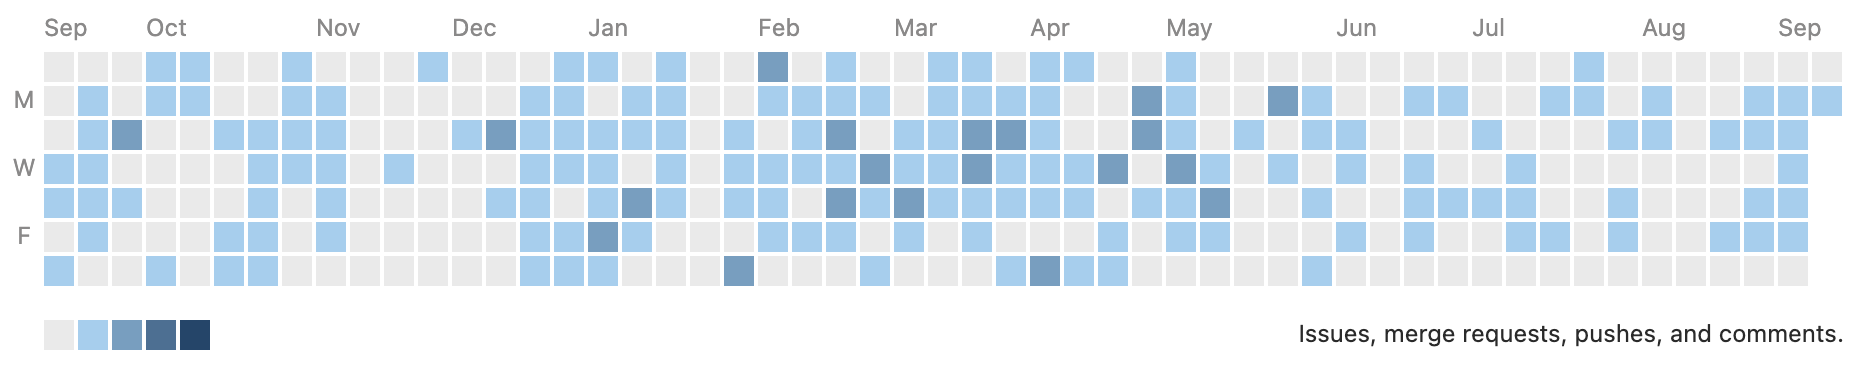 Sep Oct Nov Dec Jan Feb Mar Apr May Jun Jul Aug Sep
M
W
F
Issues, merge requests, pushes, and comments.